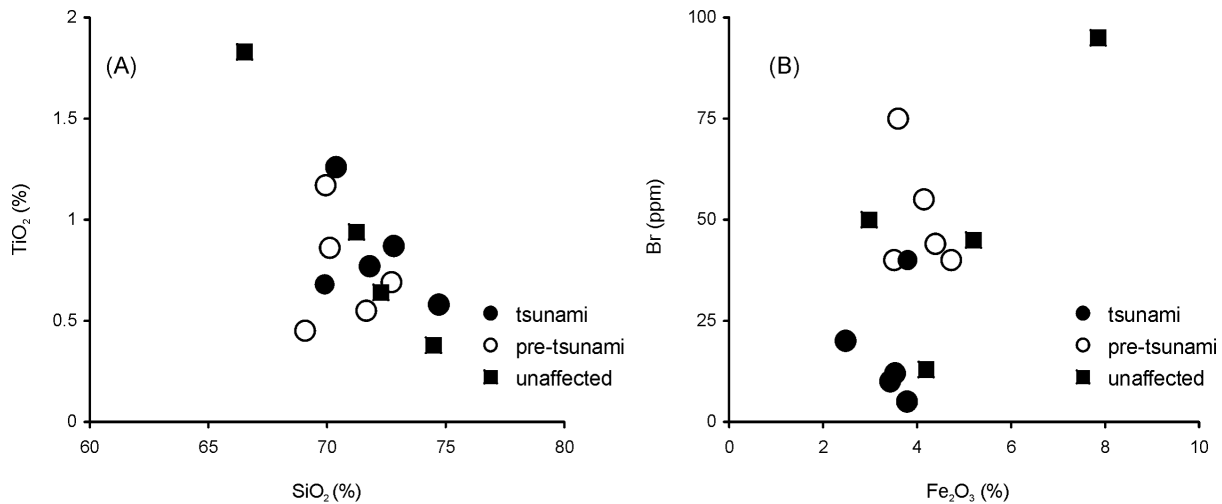 (A)
TiO2 (%)
2
1.5
1
0.5
0
60 65 70 75 80
SiO2 (%)
tsunami
pre-tsunami
unaffected
(B)
Br (ppm)
100
75
50
25
0
0 2 4 6 8 10
Fe2O3 (%)
tsunami
pre-tsunami
unaffected